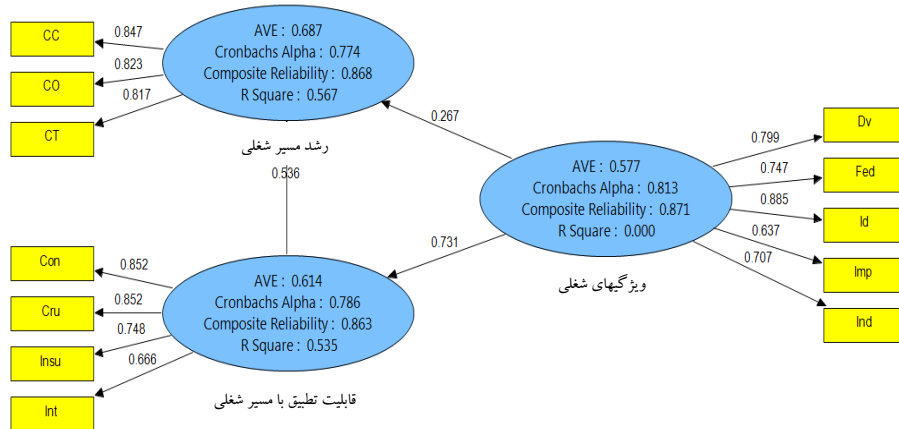 CC
CO
CT
0.847
0.823
0.817
AVE : 0.687
Cronbachs Alpha : 0.774
Composite Reliability : 0.868
R Square : 0.567
رشد مسیر شغلی
0.267
0.536
0.731
AVE : 0.577
Cronbachs Alpha : 0.813
Composite Reliability : 0.871
R Square : 0.000
ویژگیهای شغلی
0.799
0.747
0.885
0.637
0.707
Dv
Fed
Id
Imp
Ind
Con
Cru
Insu
Int
0.852
0.852
0.748
0.666
AVE : 0.614
Cronbachs Alpha : 0.786
Composite Reliability : 0.863
R Square : 0.535
قابلیت تطبیق با مسیر شغلی